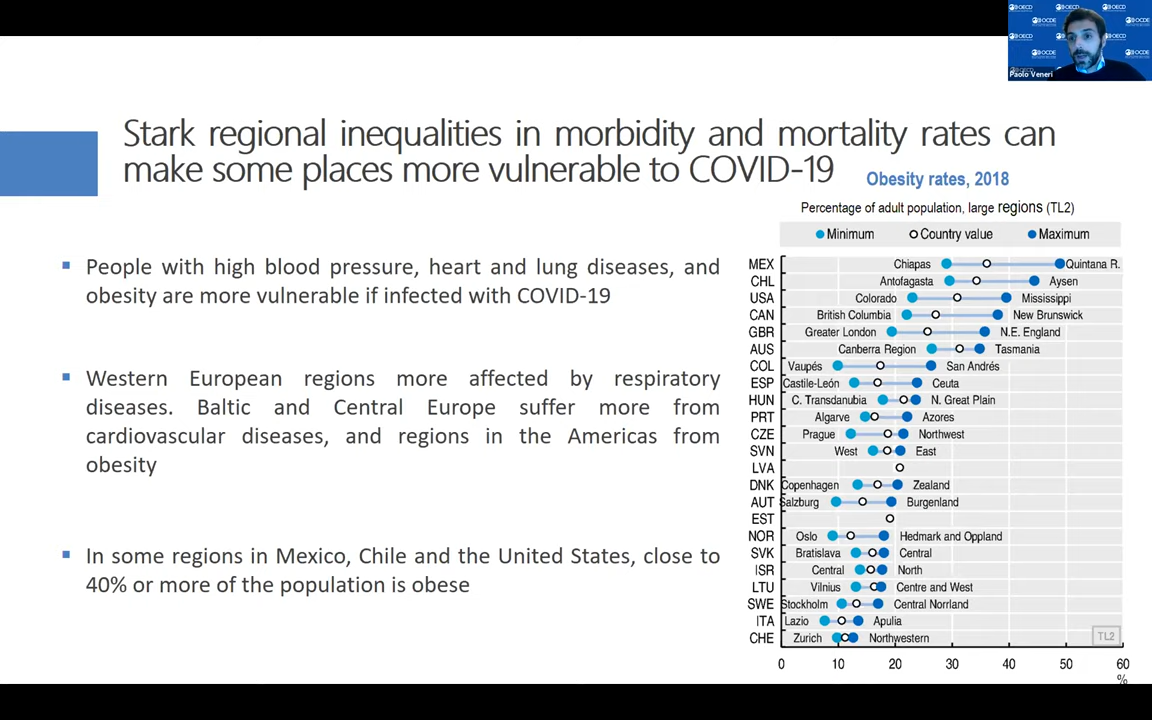 OECD
OCDE
Paolo Veneri
Stark regional inequalities in morbidity and mortality rates can
make some places more vulnerable to COVID-19
Obesity rates, 2018
Percentage of adult population, large regions (TL2)
Minimum Country value Maximum
▪ People with high blood pressure, heart and lung diseases, and
obesity are more vulnerable if infected with COVID-19
▪ Western European regions more affected by respiratory
diseases. Baltic and Central Europe suffer more from
cardiovascular diseases, and regions in the Americas from
obesity
▪ In some regions in Mexico, Chile and the United States, close to
40% or more of the population is obese
MEX Chiapas Quintana R.
CHL Antofagasta Aysen
USA Colorado Mississippi
CAN British Columbia New Brunswick
GBR Greater London N.E. England
AUS Canberra Region Tasmania
COL Vaupés San Andrés
ESP Castile-León Ceuta
HUN C. Transdanubia N. Great Plain
PRT Algarve Azores
CZE Prague Northwest
SVN West East
LVA
DNK Copenhagen Zealand
AUT Salzburg Burgenland
EST
NOR Oslo Hedmark and Oppland
SVK Bratislava Central
ISR Central North
LTU Vilnius Centre and West
SWE Stockholm Central Norrland
ITA Lazio Apulia
CHE Zurich Northwestern
TL2
0 10 20 30 40 50 60
%